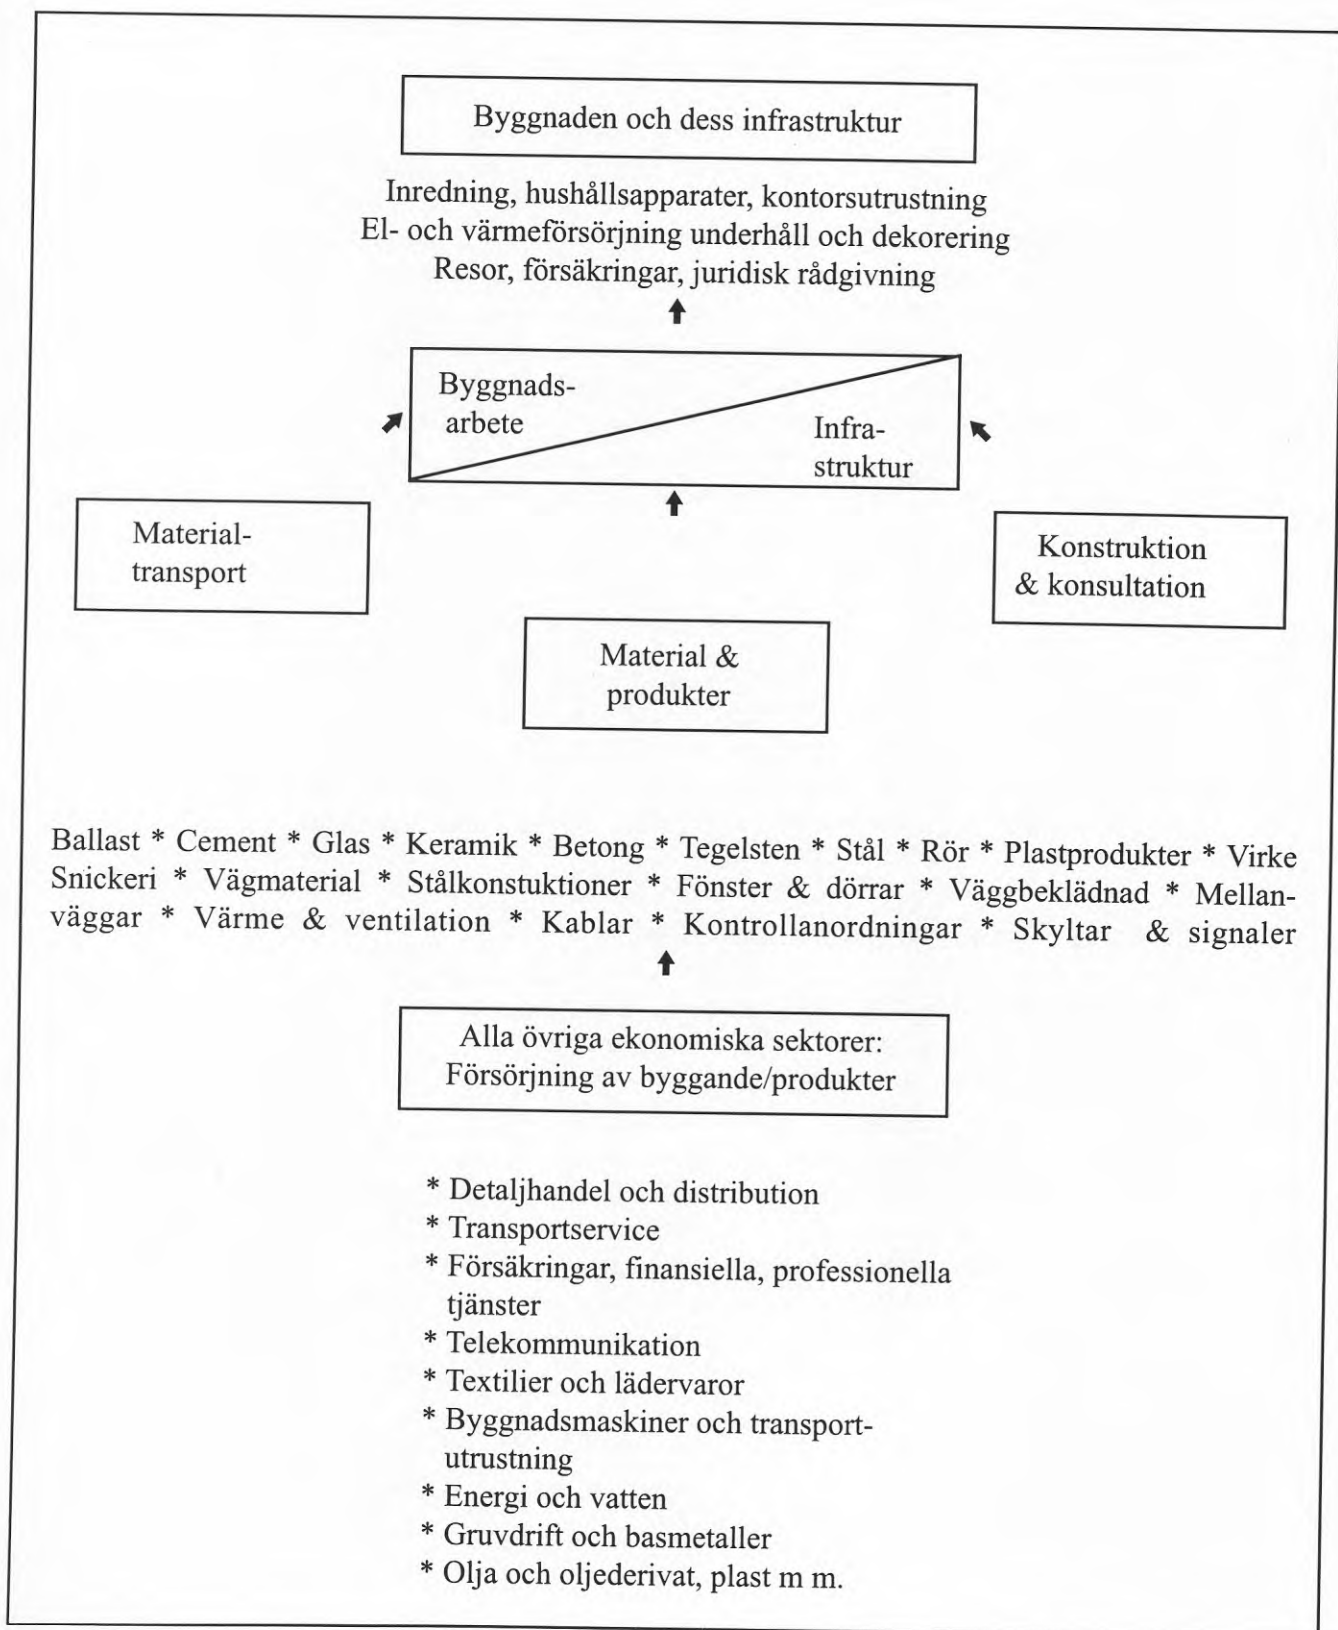 Byggnaden och dess infrastruktur
Inredning, hushållsapparater, kontorsutrustning
El- och värmeförsörjning underhåll och dekorering
Resor, försäkringar, juridisk rådgivning
Byggnads-
arbete
Infra-
struktur
Material-
transport
Konstruktion
& konsultation
Material &
produkter
Ballast * Cement * Glas * Keramik * Betong * Tegelsten * Stål * Rör * Plastprodukter * Virke
Snickeri * Vägmaterial * Stålkonstuktioner * Fönster & dörrar * Väggbeklädnad * Mellan-
väggar * Värme & ventilation * Kablar * Kontrollanordningar * Skyltar & signaler
Alla övriga ekonomiska sektorer:
Försörjning av byggande/produkter
* Detaljhandel och distribution
* Transportservice
* Försäkringar, finansiella, professionella
tjänster
* Telekommunikation
* Textilier och lädervaror
* Byggnadsmaskiner och transport-
utrustning
* Energi och vatten
* Gruvdrift och basmetaller
* Olja och oljederivat, plast m m.